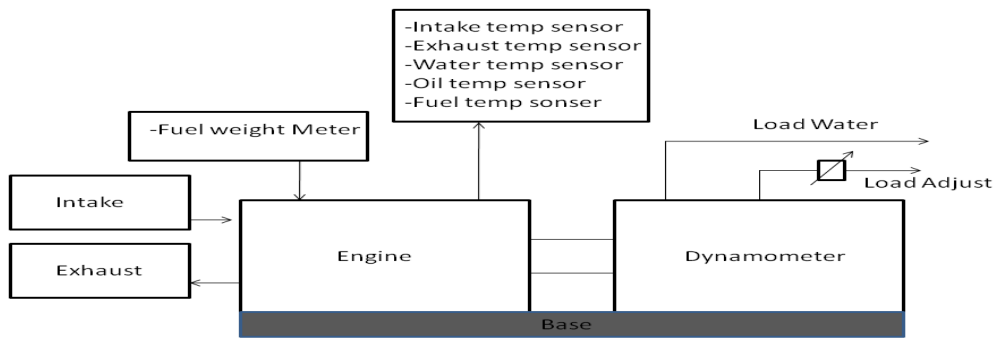 -Intake temp sensor
-Exhaust temp sensor
-Water temp sensor
-Oil temp sensor
-Fuel temp sonser
-Fuel weight Meter
Load Water
Load Adjust
Intake
Engine
Dynamometer
Exhaust
Base